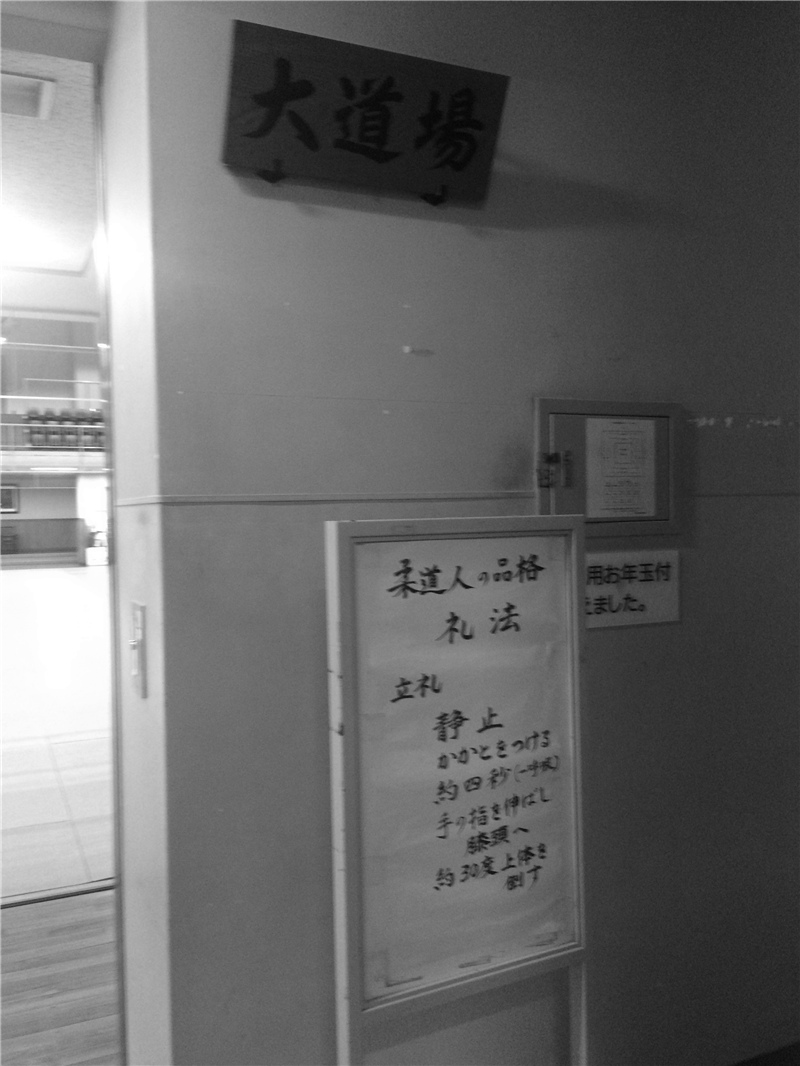 大道場
柔道人の品格
礼法
立礼
静止
かかとをつける
約四秒(一呼吸)
手の指を伸ばし
膝頭へ
約30度上体を
倒す
用お年玉付
えました。